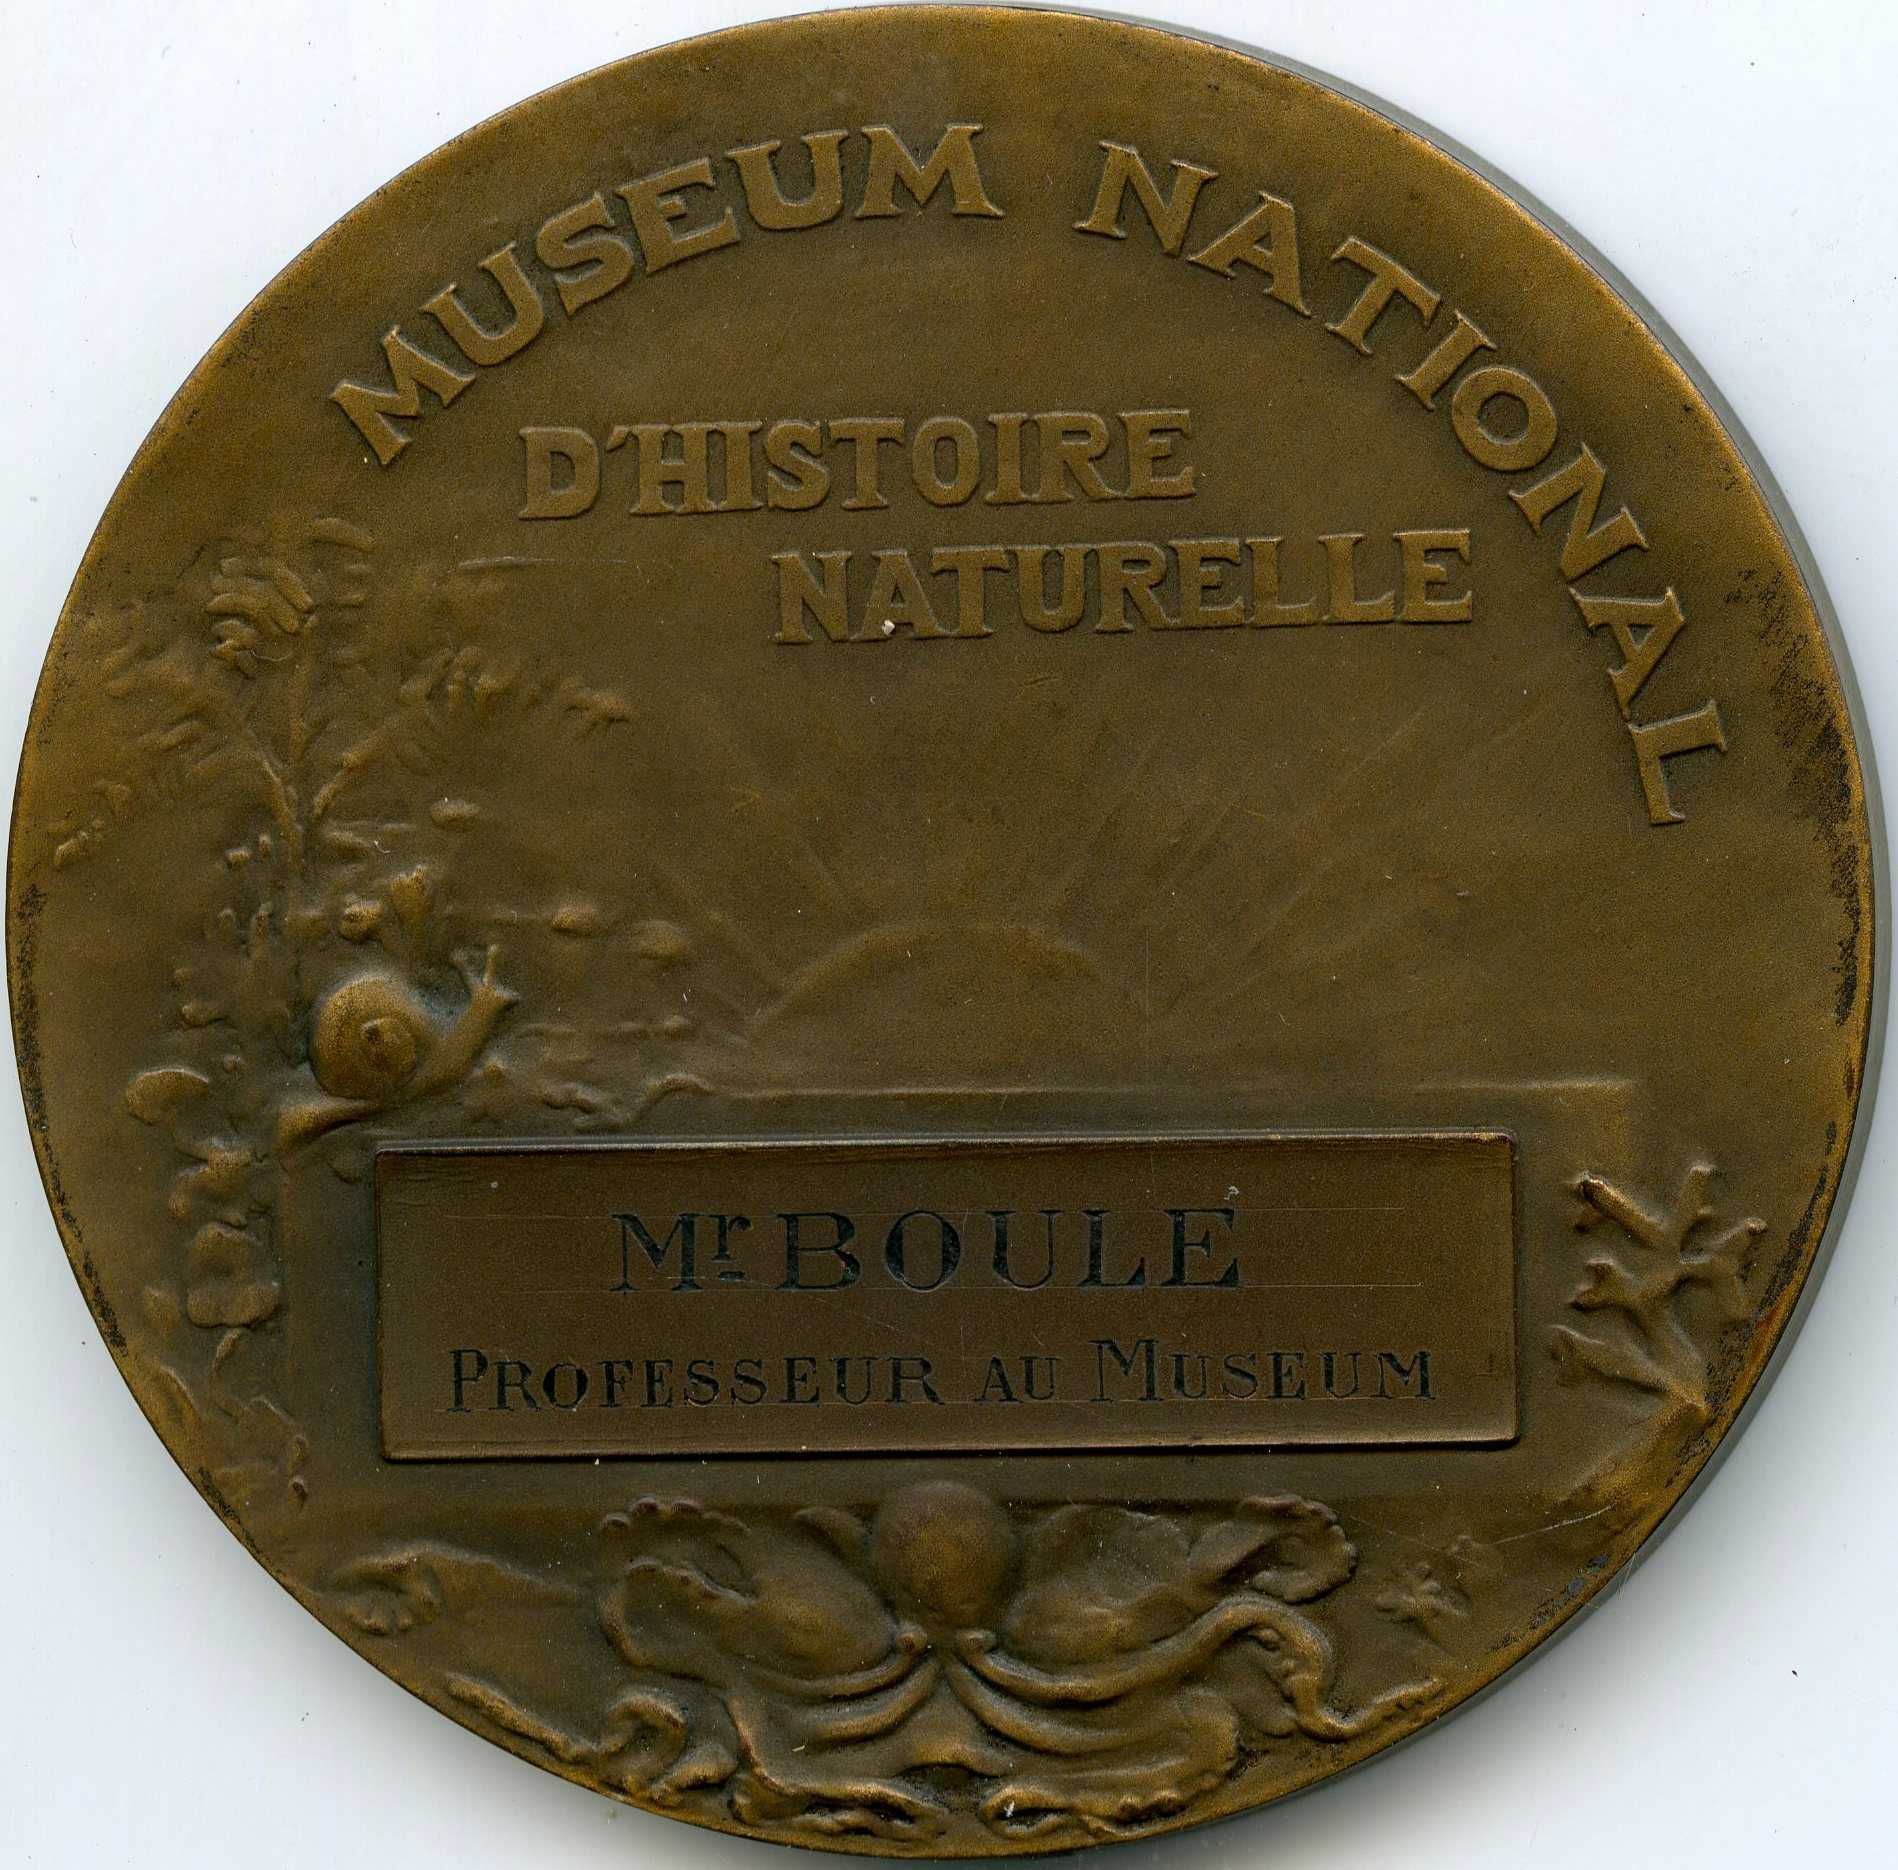 MUSEUM NATIONAL
D'HISTOIRE
NATURELLE
Mr. BOULE
PROFESSEUR AU MUSEUM